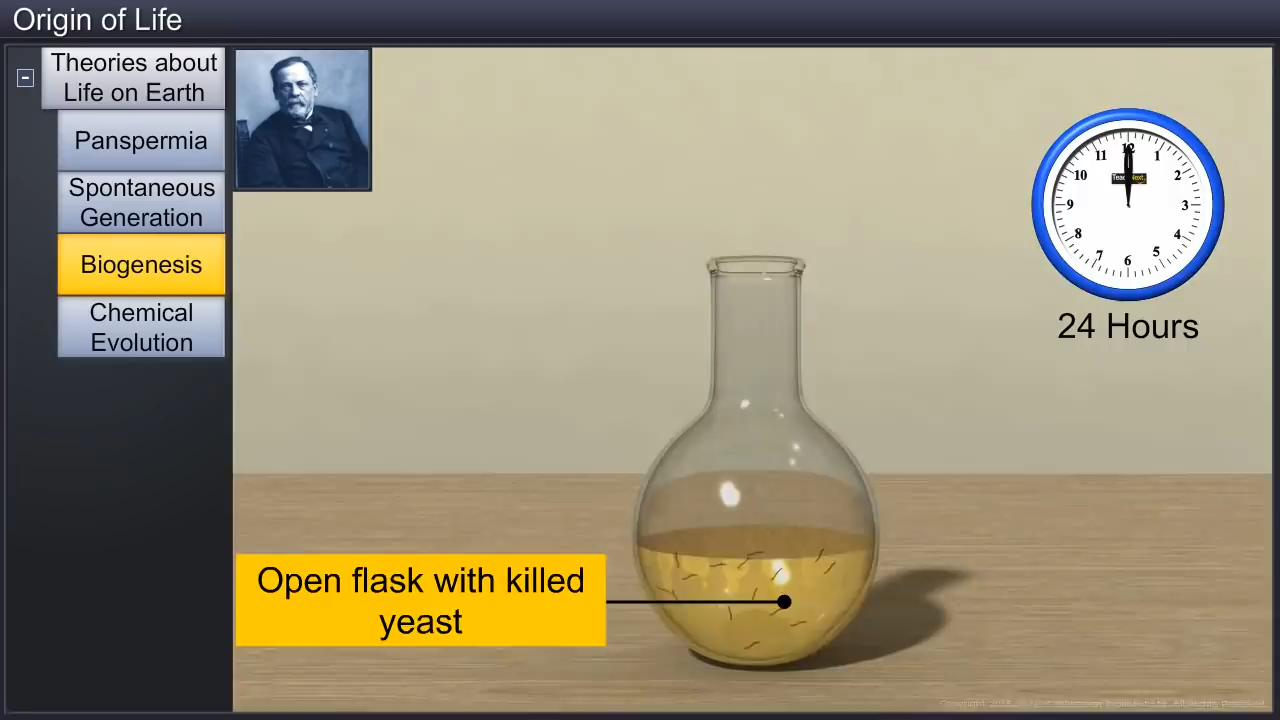 Origin of Life
Theories about
Life on Earth
Panspermia
Spontaneous
Generation
Biogenesis
Chemical
Evolution
12
1
2
3
4
5
6
7
8
9
10
11
24 Hours
Open flask with killed
yeast